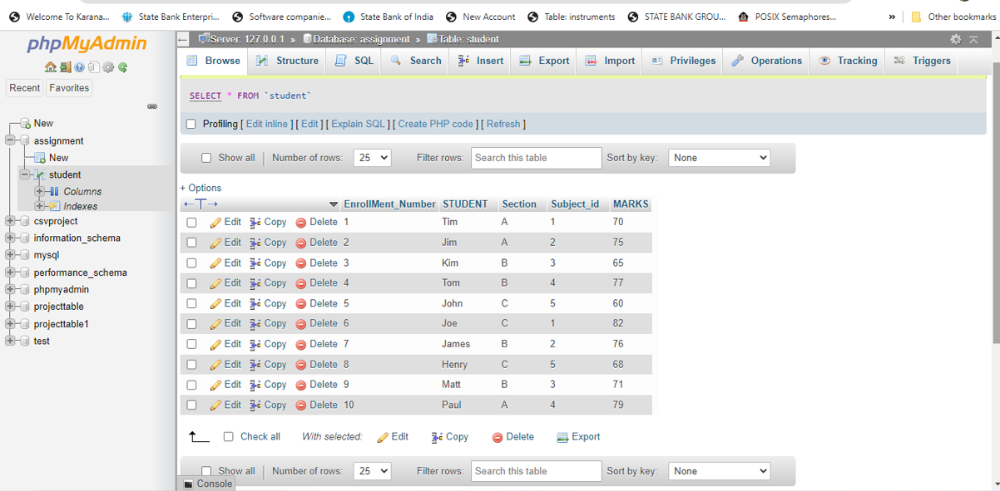 Welcome To Karana... State Bank Enterpri... Software companie... State Bank of India New Account Table: instruments STATE BANK GROU... POSIX Semaphores... » Other bookmarks
phpMyAdmin
Recent Favorites
New
assignment
New
student
Columns
Indexes
csvproject
information_schema
mysql
performance_schema
phpmyadmin
projecttable
projecttable1
test
Server: 127.0.0.1 » Database: assignment » Table: student
Browse Structure SQL Search Insert Export Import Privileges Operations Tracking Triggers
SELECT * FROM `student`
Profiling [ Edit inline ] [ Edit ] [ Explain SQL ] [ Create PHP code ] [ Refresh ]
Show all Number of rows: 25 Filter rows: Search this table Sort by key: None
+ Options
←T→ EnrollMent_Number STUDENT Section Subject_id MARKS
Edit Copy Delete 1 Tim A 1 70
Edit Copy Delete 2 Jim A 2 75
Edit Copy Delete 3 Kim B 3 65
Edit Copy Delete 4 Tom B 4 77
Edit Copy Delete 5 John C 5 60
Edit Copy Delete 6 Joe C 1 82
Edit Copy Delete 7 James B 2 76
Edit Copy Delete 8 Henry C 5 68
Edit Copy Delete 9 Matt B 3 71
Edit Copy Delete 10 Paul A 4 79
Check all With selected: Edit Copy Delete Export
Show all Number of rows: 25 Filter rows: Search this table Sort by key: None
Console